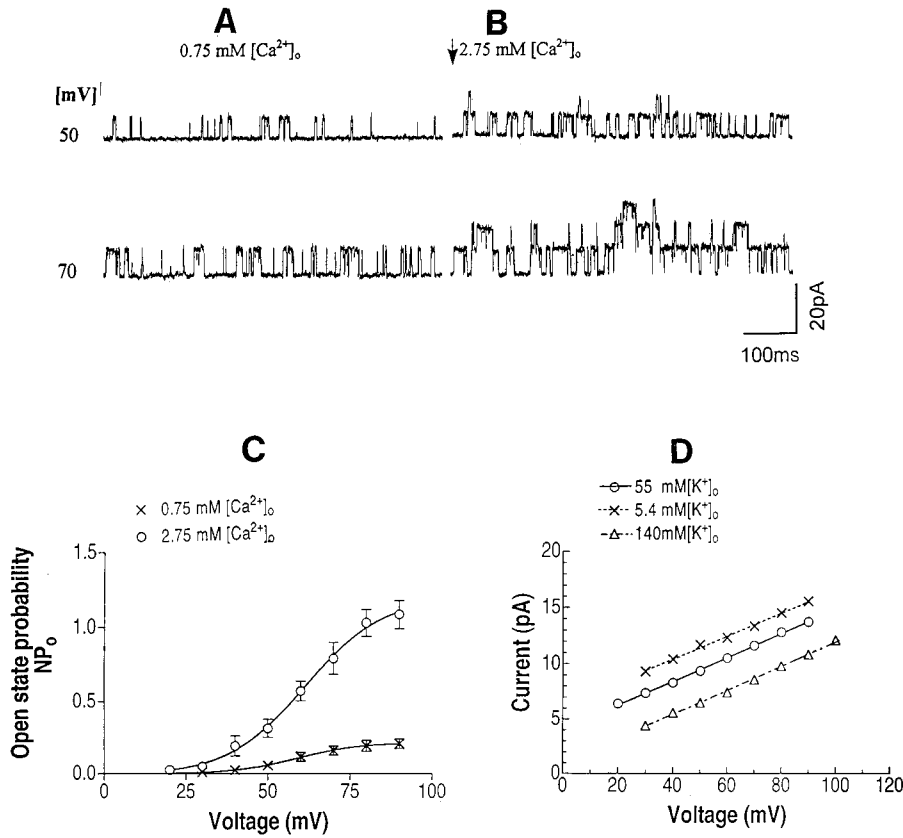 A
B
0.75 mM [Ca²⁺]ₒ
2.75 mM [Ca²⁺]ₒ
[mV]
50
70
20pA
100ms
C
D
× 0.75 mM [Ca²⁺]ₒ
○ 2.75 mM [Ca²⁺]ₒ
55 mM[K⁺]ₒ
5.4 mM[K⁺]ₒ
140mM[K⁺]ₒ
Open state probability
NPₒ
1.5
1.0
0.5
0.0
0 25 50 75 100
Voltage (mV)
Current (pA)
20
15
10
5
0
0 20 40 60 80 100 120
Voltage (mV)